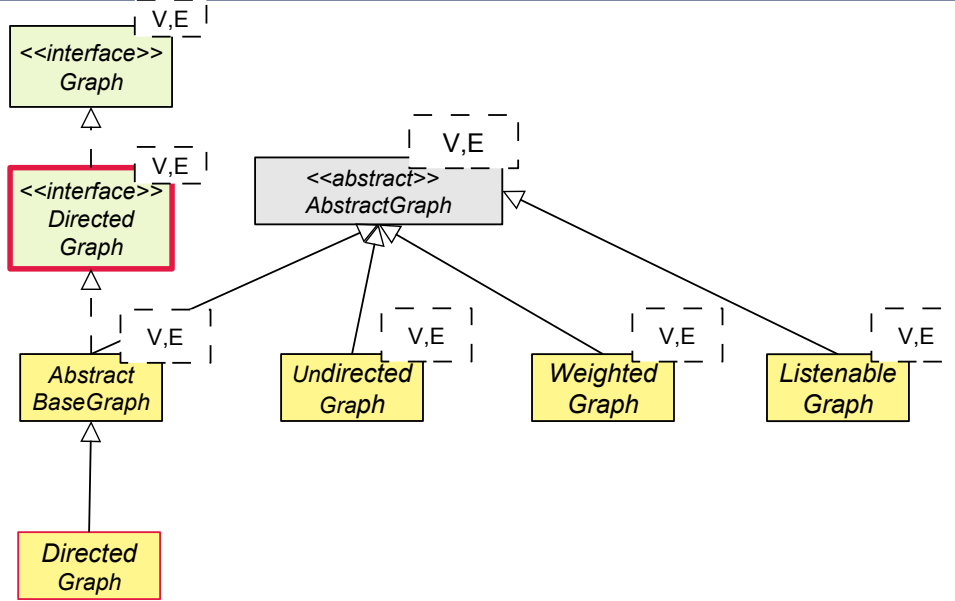 V,E
<<interface>>
Graph
V,E
<<interface>>
Directed
Graph
V,E
<<abstract>>
AbstractGraph
V,E
Abstract
BaseGraph
V,E
Undirected
Graph
V,E
Weighted
Graph
V,E
Listenable
Graph
Directed
Graph